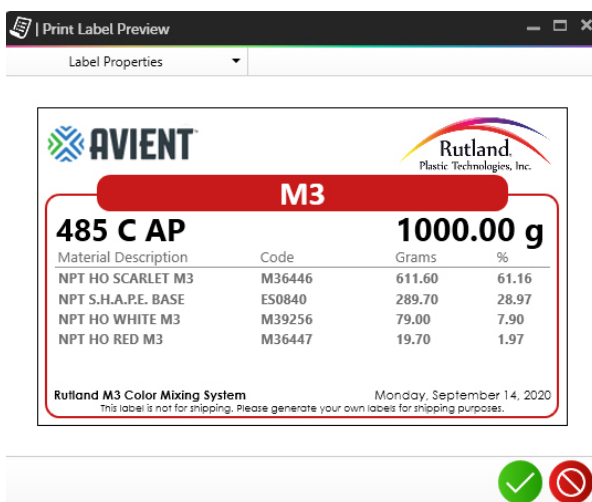 | Print Label Preview
Label Properties
AVIENT
Rutland
Plastic Technologies, Inc.
M3
485 C AP 1000.00 g
Material Description Code Grams %
NPT HO SCARLET M3 M36446 611.60 61.16
NPT S.H.A.P.E. BASE ES0840 289.70 28.97
NPT HO WHITE M3 M39256 79.00 7.90
NPT HO RED M3 M36447 19.70 1.97
Rutland M3 Color Mixing System Monday, September 14, 2020
This label is not for shipping. Please generate your own labels for shipping purposes.